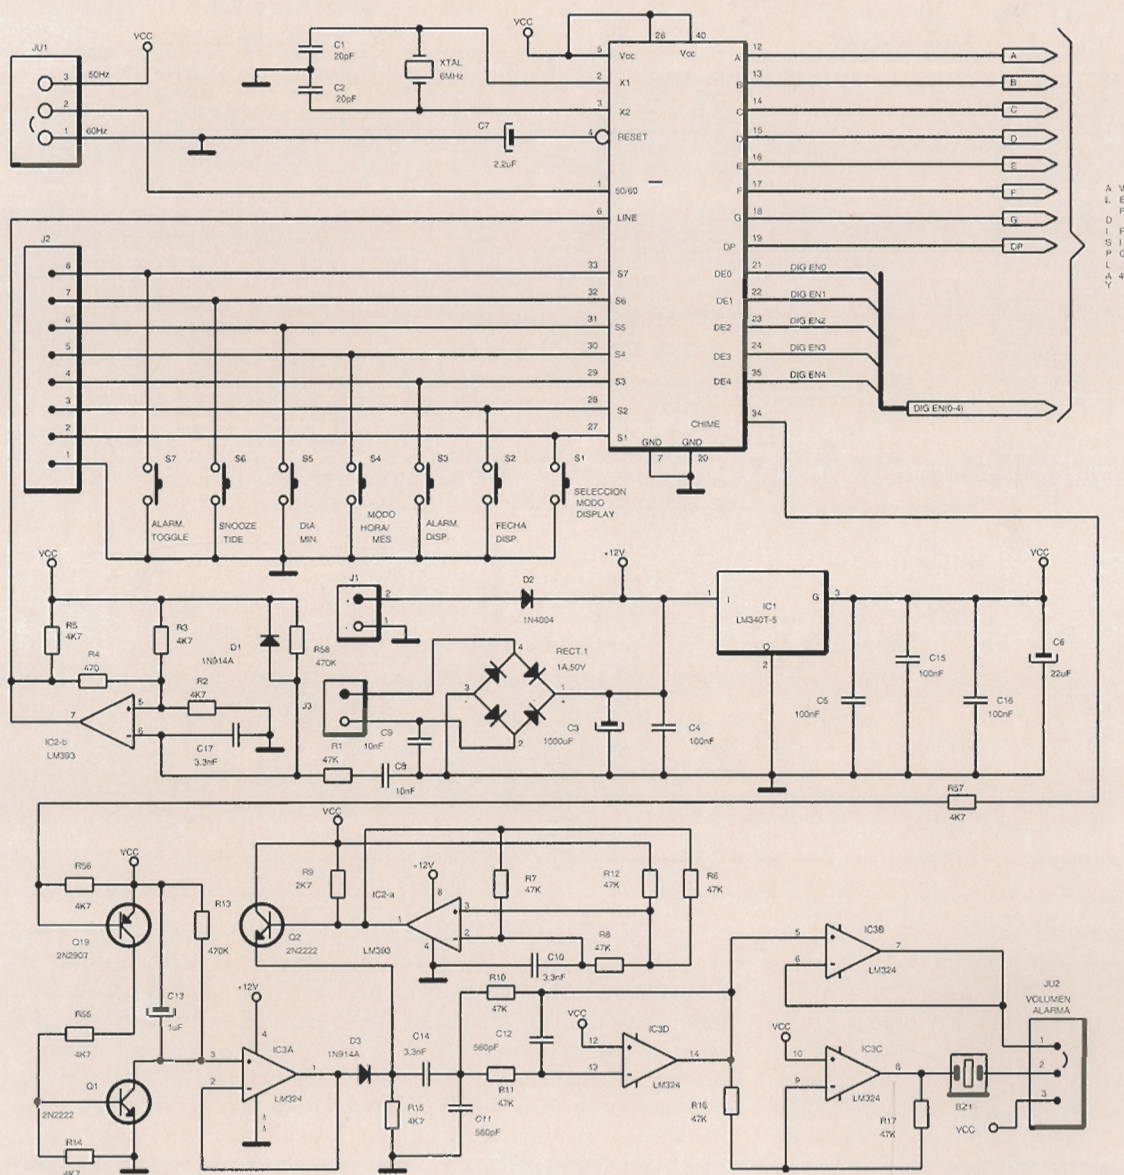 JU1
VCC
3 50Hz
2
1 60Hz
C1
20pF
C2
20pF
XTAL
6MHz
C7
2,2uF
VCC
28 40
5 Vcc Vcc
2 X1
3 X2
4 RESET
1 50/60
6 LINE
33 S7
32 S6
31 S5
30 S4
29 S3
28 S2
27 S1
A 12 A
B 13 B
C 14 C
D 15 D
E 16 E
F 17 F
G 18 G
DP 19 DP
DE0 21 DIG EN0
DE1 22 DIG EN1
DE2 23 DIG EN2
DE3 24 DIG EN3
DE4 35 DIG EN4
DIG EN(0-4)
CHIME 34
GND GND
7 20
AL DISPLAY
VER FIG. 4
J2
8
7
6
5
4
3
2
1
S7
ALARM.
TOGGLE
S6
SNOOZE
TIDE
S5
DIA
MIN.
S4
MODO
HORA/
MES
S3
ALARM.
DISP.
S2
FECHA
DISP.
S1
SELECCION
MODO
DISPLAY
VCC
R5
4K7
R4
470
R3
4K7
R2
4K7
D1
1N914A
R58
470K
7
5
6
IC2-b
LM393
C17
3,3nF
J1
2
1
D2
1N4004
+12V
J3
R1
47K
C9
10nF
C8
10nF
RECT.1
1A,50V
4
3
1
2
C3
1000uF
C4
100nF
1 I
IC1
LM340T-5
G 3
2
C5
100nF
C15
100nF
C16
100nF
VCC
C6
22uF
R57
4K7
R56
4K7
VCC
Q19
2N2907
R13
470K
C13
1uF
R55
4K7
Q1
2N2222
R14
4K7
+12V
3
4
2
1
IC3A
LM324
D3
1N914A
R15
4K7
VCC
R9
2K7
Q2
2N2222
IC2-a
+12V
8
1
3
2
4
LM393
C10
3,3nF
R7
47K
R12
47K
R6
47K
R8
47K
R10
47K
C14
3,3nF
C12
560pF
R11
47K
C11
560pF
VCC
12
13
14
IC3D
LM324
R16
47K
5
6
7
IC3B
LM324
VCC
10
9
8
IC3C
LM324
R17
47K
BZ1
JU2
VOLUMEN
ALARMA
1
2
3
VCC